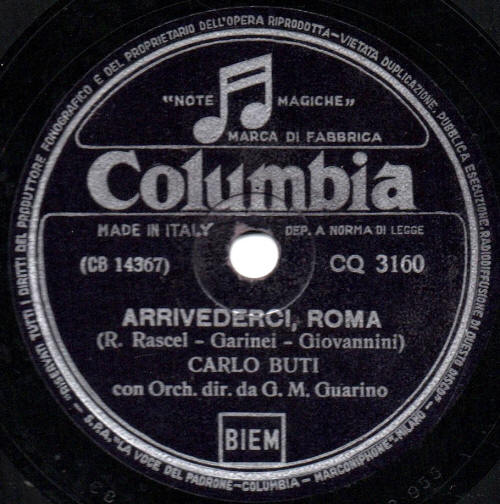 "NOTE MAGICHE"
MARCA DI FABBRICA
Columbia
MADE IN ITALY DEP. A NORMA DI LEGGE
(CB 14367) CQ 3160
ARRIVEDERCI, ROMA
(R. Rascel - Garinei - Giovannini)
CARLO BUTI
con Orch. dir. da G. M. Guarino
BIEM
"RISERVATI TUTTI I DIRITTI DEL PRODUTTORE FONOGRAFICO E DEL PROPRIETARIO DELL'OPERA RIPRODOTTA-VIETATA DUPLICAZIONE, PUBBLICA ESECUZIONE, RADIODIFFUSIONE DI QUESTO DISCO"
S.P.A.-LA VOCE DEL PADRONE-COLUMBIA-MARCONIPHONE-MILANO